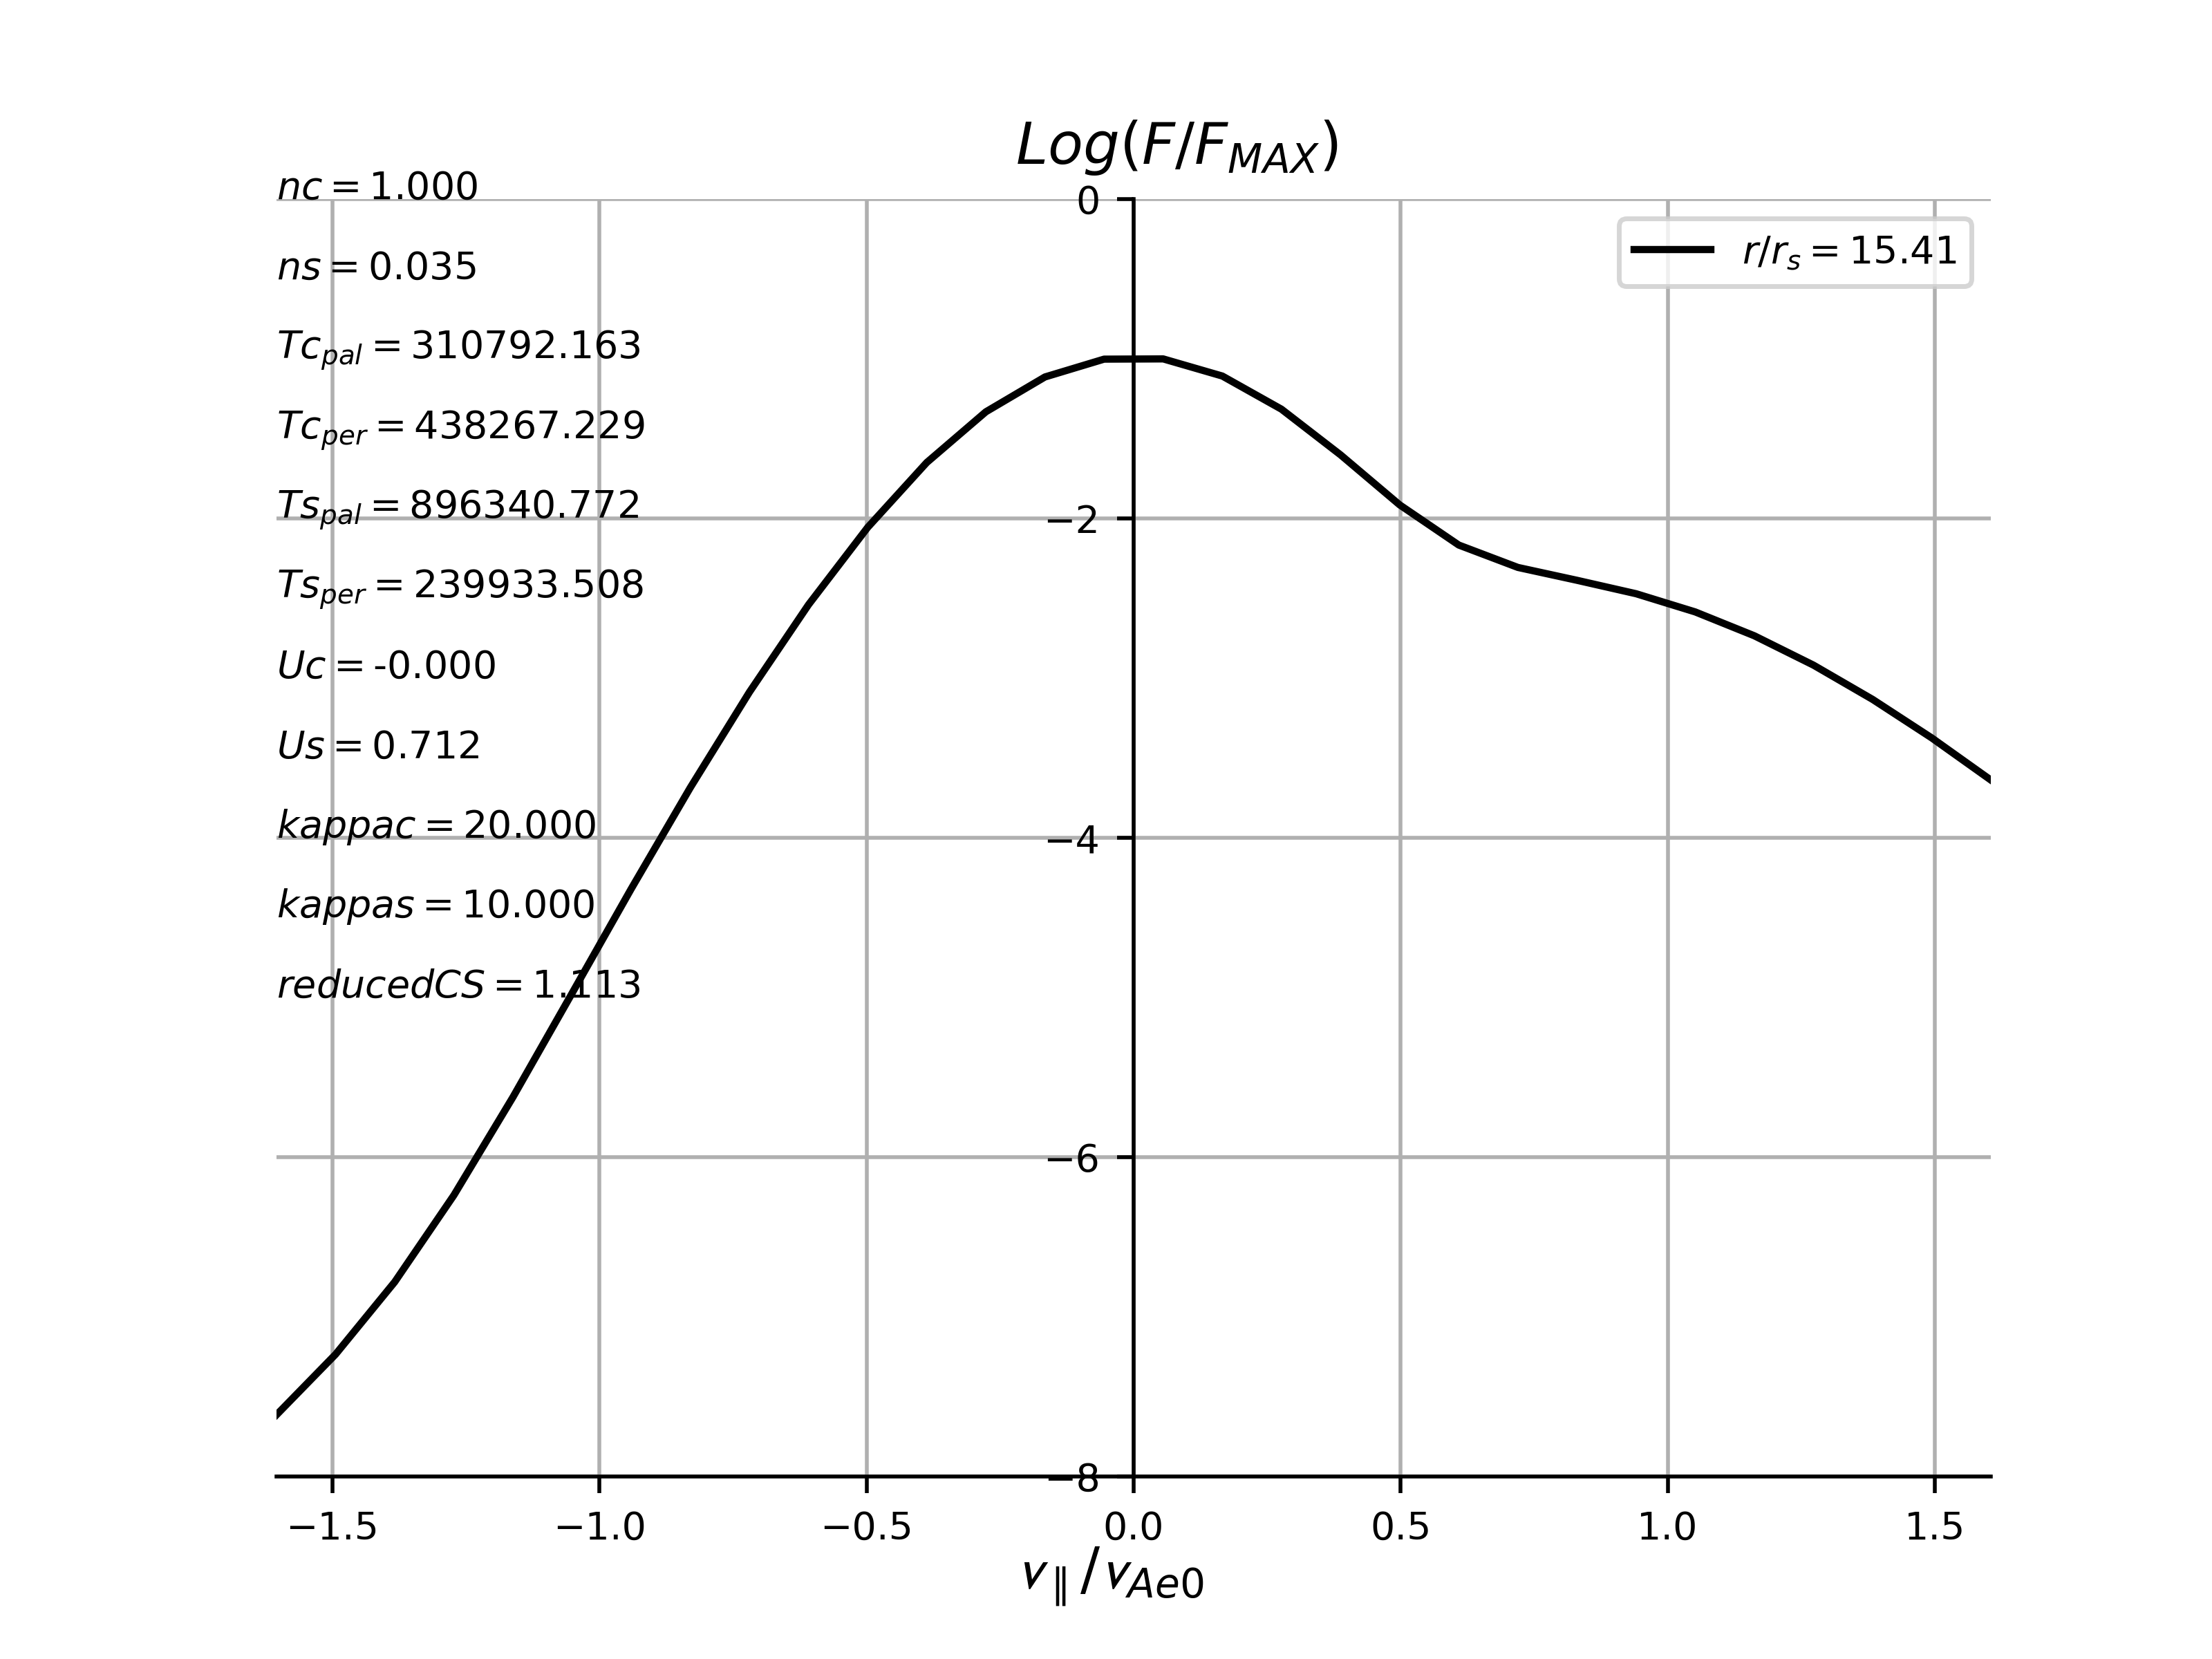 Log(F/F_MAX)
nc = 1.000
0
r/r_s = 15.41
ns = 0.035
Tc_pal = 310792.163
Tc_per = 438267.229
Ts_pal = 896340.772
−2
Ts_per = 239933.508
Uc = -0.000
Us = 0.712
kappac = 20.000
−4
kappas = 10.000
reducedCS = 1.113
−6
−8
−1.5 −1.0 −0.5 0.0 0.5 1.0 1.5
v_∥/v_Ae0